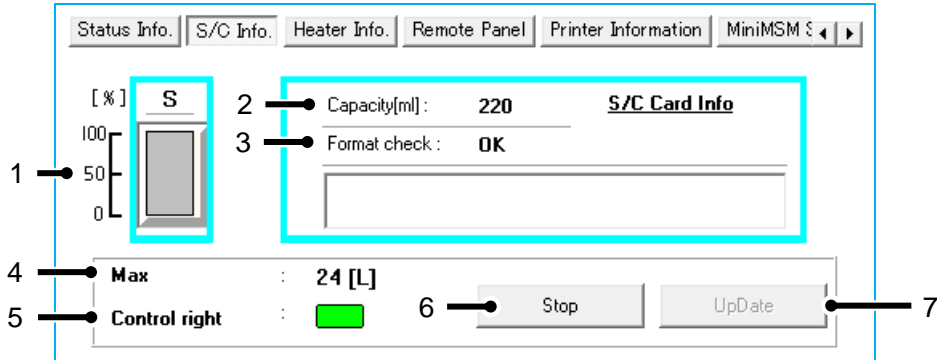 Status Info. S/C Info. Heater Info. Remote Panel Printer Information MiniMSM S
[%] S
100
50
0
1
2 Capacity[ml] : 220 S/C Card Info
3 Format check : OK
4 Max : 24 [L]
5 Control right :
6 Stop UpDate 7